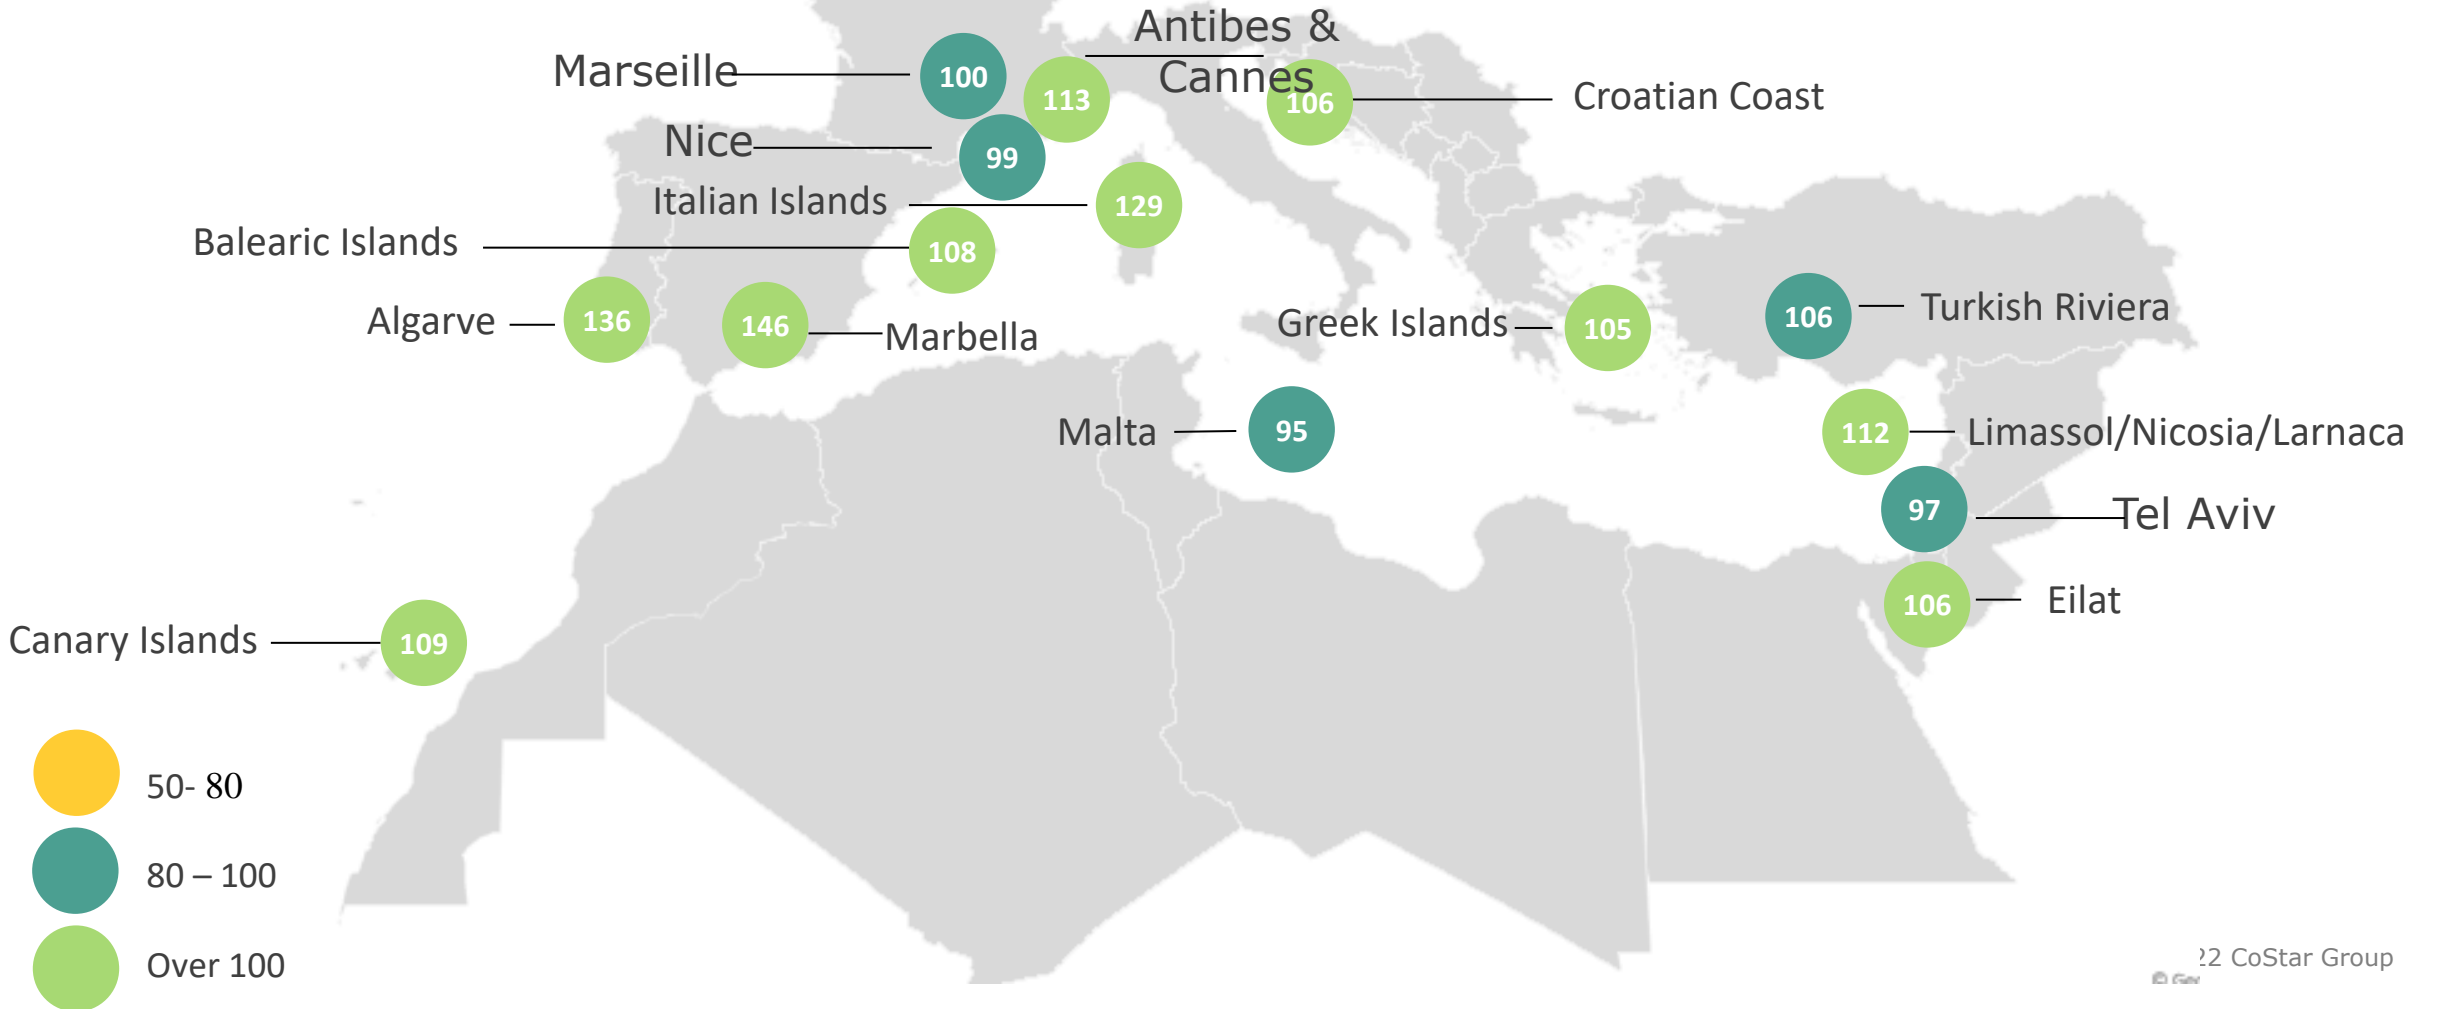 Antibes &
Cannes
Marseille
100
113
106
Croatian Coast
Nice
99
Italian Islands
129
Balearic Islands
108
Algarve
136
146
Marbella
Greek Islands
105
106
Turkish Riviera
Malta
95
112
Limassol/Nicosia/Larnaca
97
Tel Aviv
106
Eilat
Canary Islands
109
50- 80
80 – 100
Over 100
22 CoStar Group